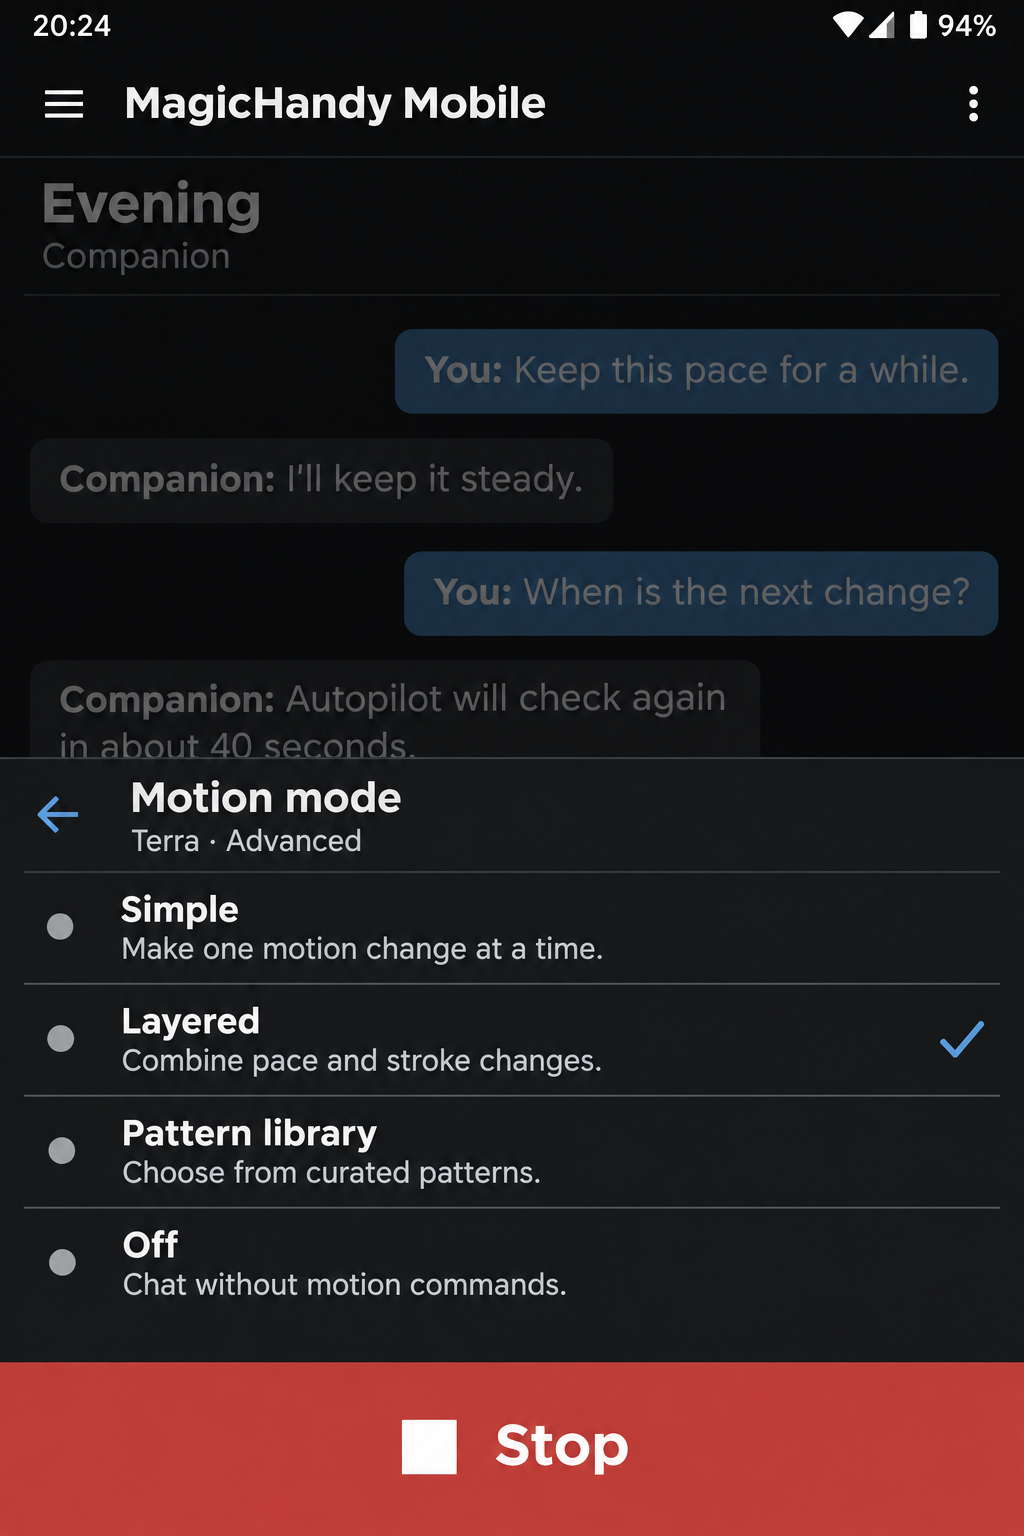 20:24
94%
MagicHandy Mobile
Evening
Companion
You: Keep this pace for a while.
Companion: I'll keep it steady.
You: When is the next change?
Companion: Autopilot will check again
in about 40 seconds.
Motion mode
Terra · Advanced
Simple
Make one motion change at a time.
Layered
Combine pace and stroke changes.
Pattern library
Choose from curated patterns.
Off
Chat without motion commands.
Stop